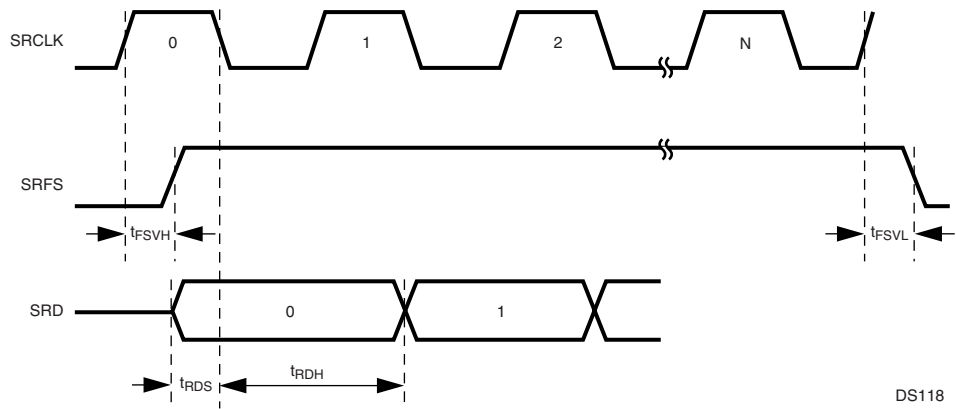 SRCLK 0 1 2 N
SRFS
tFSVH tFSVL
SRD 0 1
tRDS tRDH
DS118